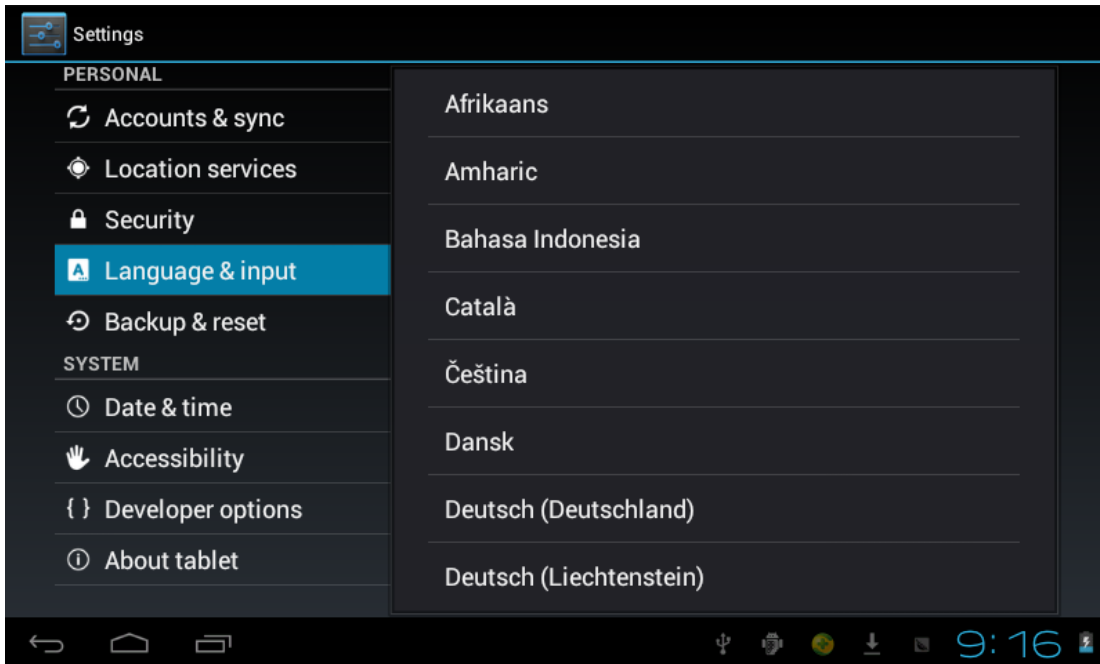 Settings
PERSONAL
Accounts & sync
Location services
Security
Language & input
Backup & reset
SYSTEM
Date & time
Accessibility
{ } Developer options
About tablet
Afrikaans
Amharic
Bahasa Indonesia
Català
Čeština
Dansk
Deutsch (Deutschland)
Deutsch (Liechtenstein)
9:16